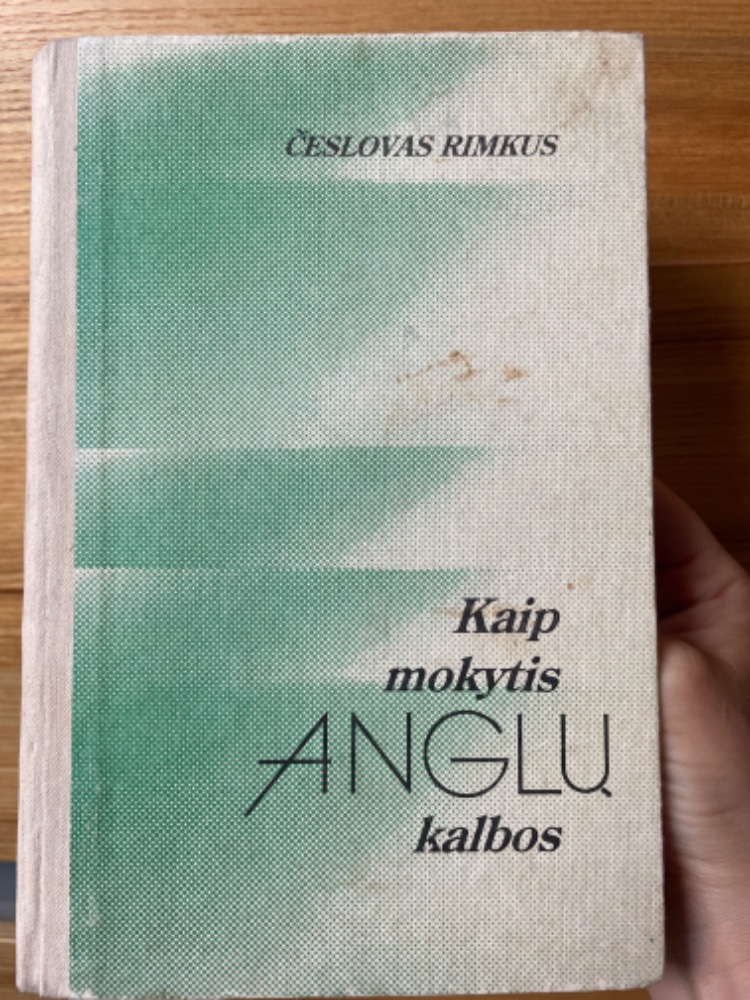 ČESLOVAS RIMKUS
Kaip
mokytis
ANGLŲ
kalbos